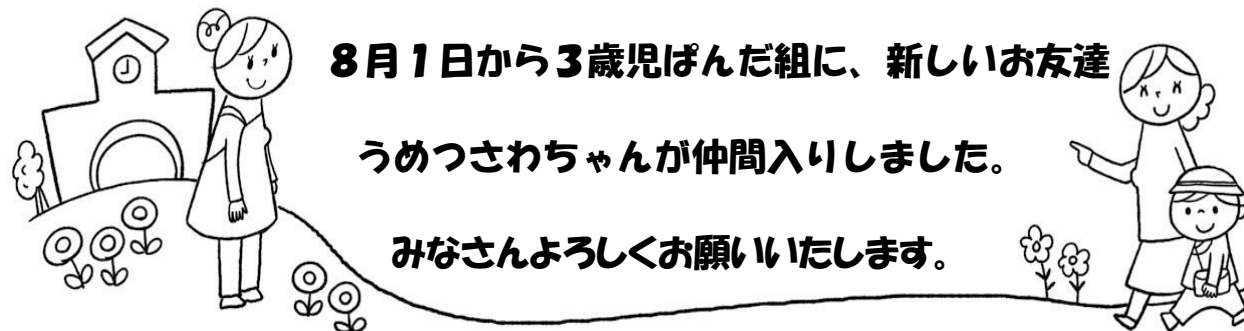 ８月１日から３歳児ぱんだ組に、新しいお友達
うめつさわちゃんが仲間入りしました。
みなさんよろしくお願いいたします。